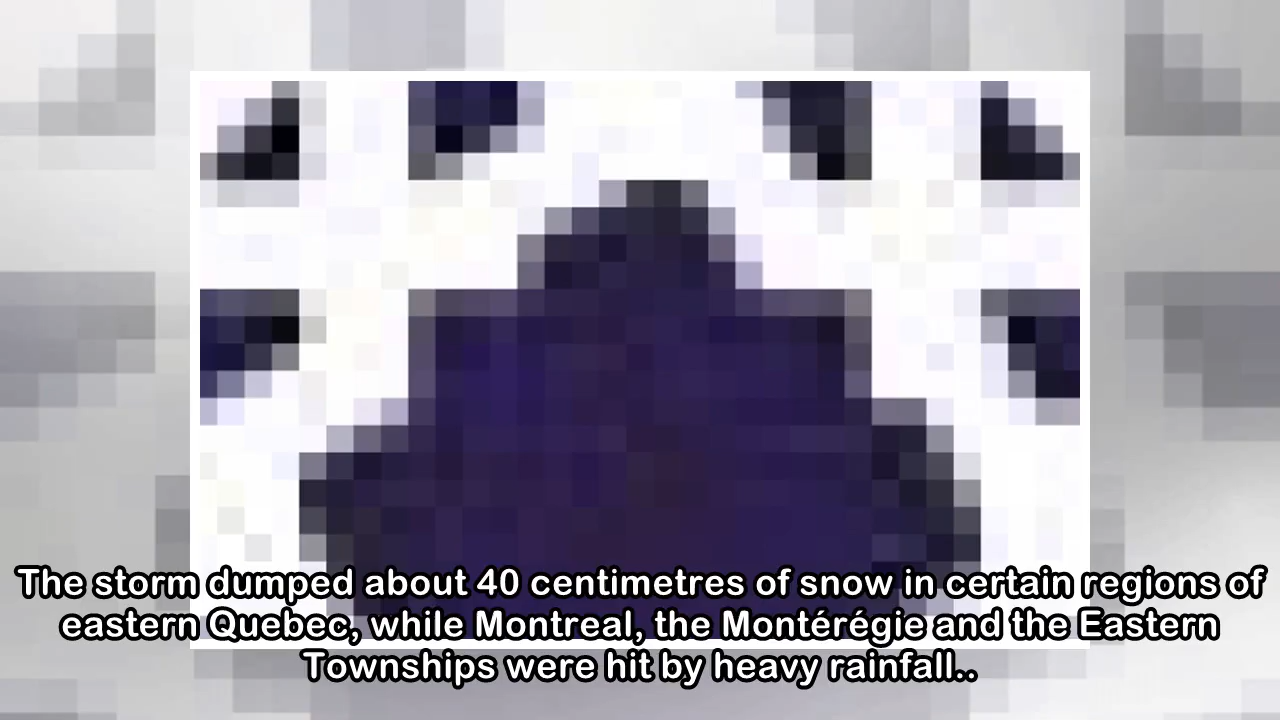 The storm dumped about 40 centimetres of snow in certain regions of
eastern Quebec, while Montreal, the Montérégie and the Eastern
Townships were hit by heavy rainfall..